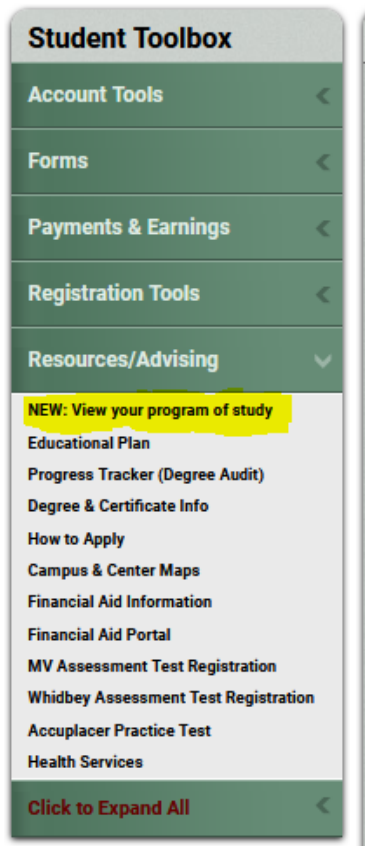 Student Toolbox
Account Tools
Forms
Payments & Earnings
Registration Tools
Resources/Advising
NEW: View your program of study
Educational Plan
Progress Tracker (Degree Audit)
Degree & Certificate Info
How to Apply
Campus & Center Maps
Financial Aid Information
Financial Aid Portal
MV Assessment Test Registration
Whidbey Assessment Test Registration
Accuplacer Practice Test
Health Services
Click to Expand All